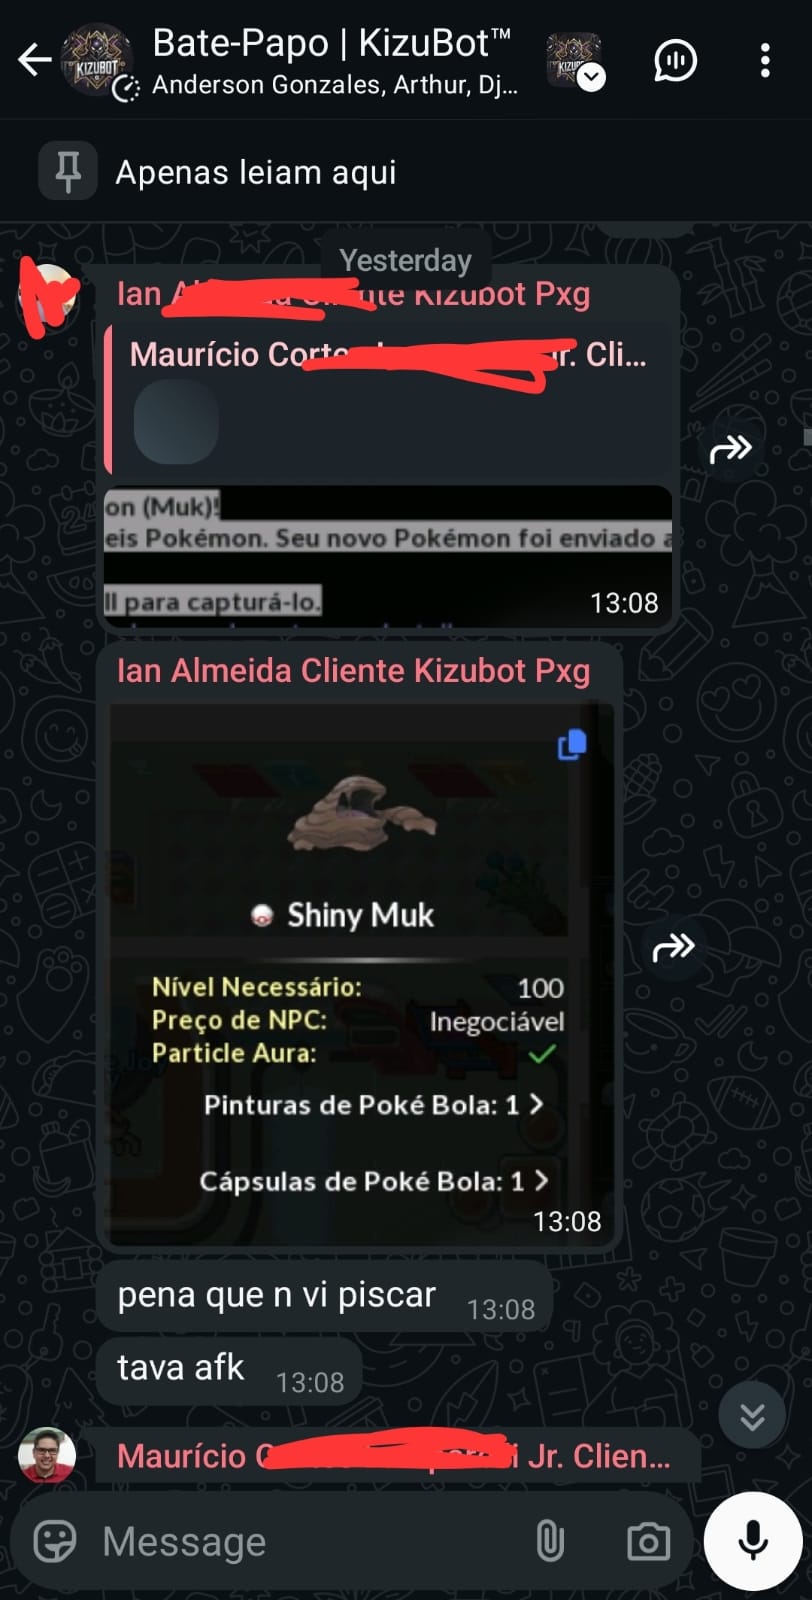 Bate-Papo | KizuBot™
Anderson Gonzales, Arthur, Dj...
Apenas leiam aqui
Yesterday
Ian Kizubot Pxg
Maurício Cli...
on (Muk)!
eis Pokémon. Seu novo Pokémon foi enviado a
ll para capturá-lo.
13:08
Ian Almeida Cliente Kizubot Pxg
Shiny Muk
Nível Necessário: 100
Preço de NPC: Inegociável
Particle Aura: ✓
Pinturas de Poké Bola: 1 >
Cápsulas de Poké Bola: 1 >
13:08
pena que n vi piscar 13:08
tava afk 13:08
Maurício Jr. Clien...
Message